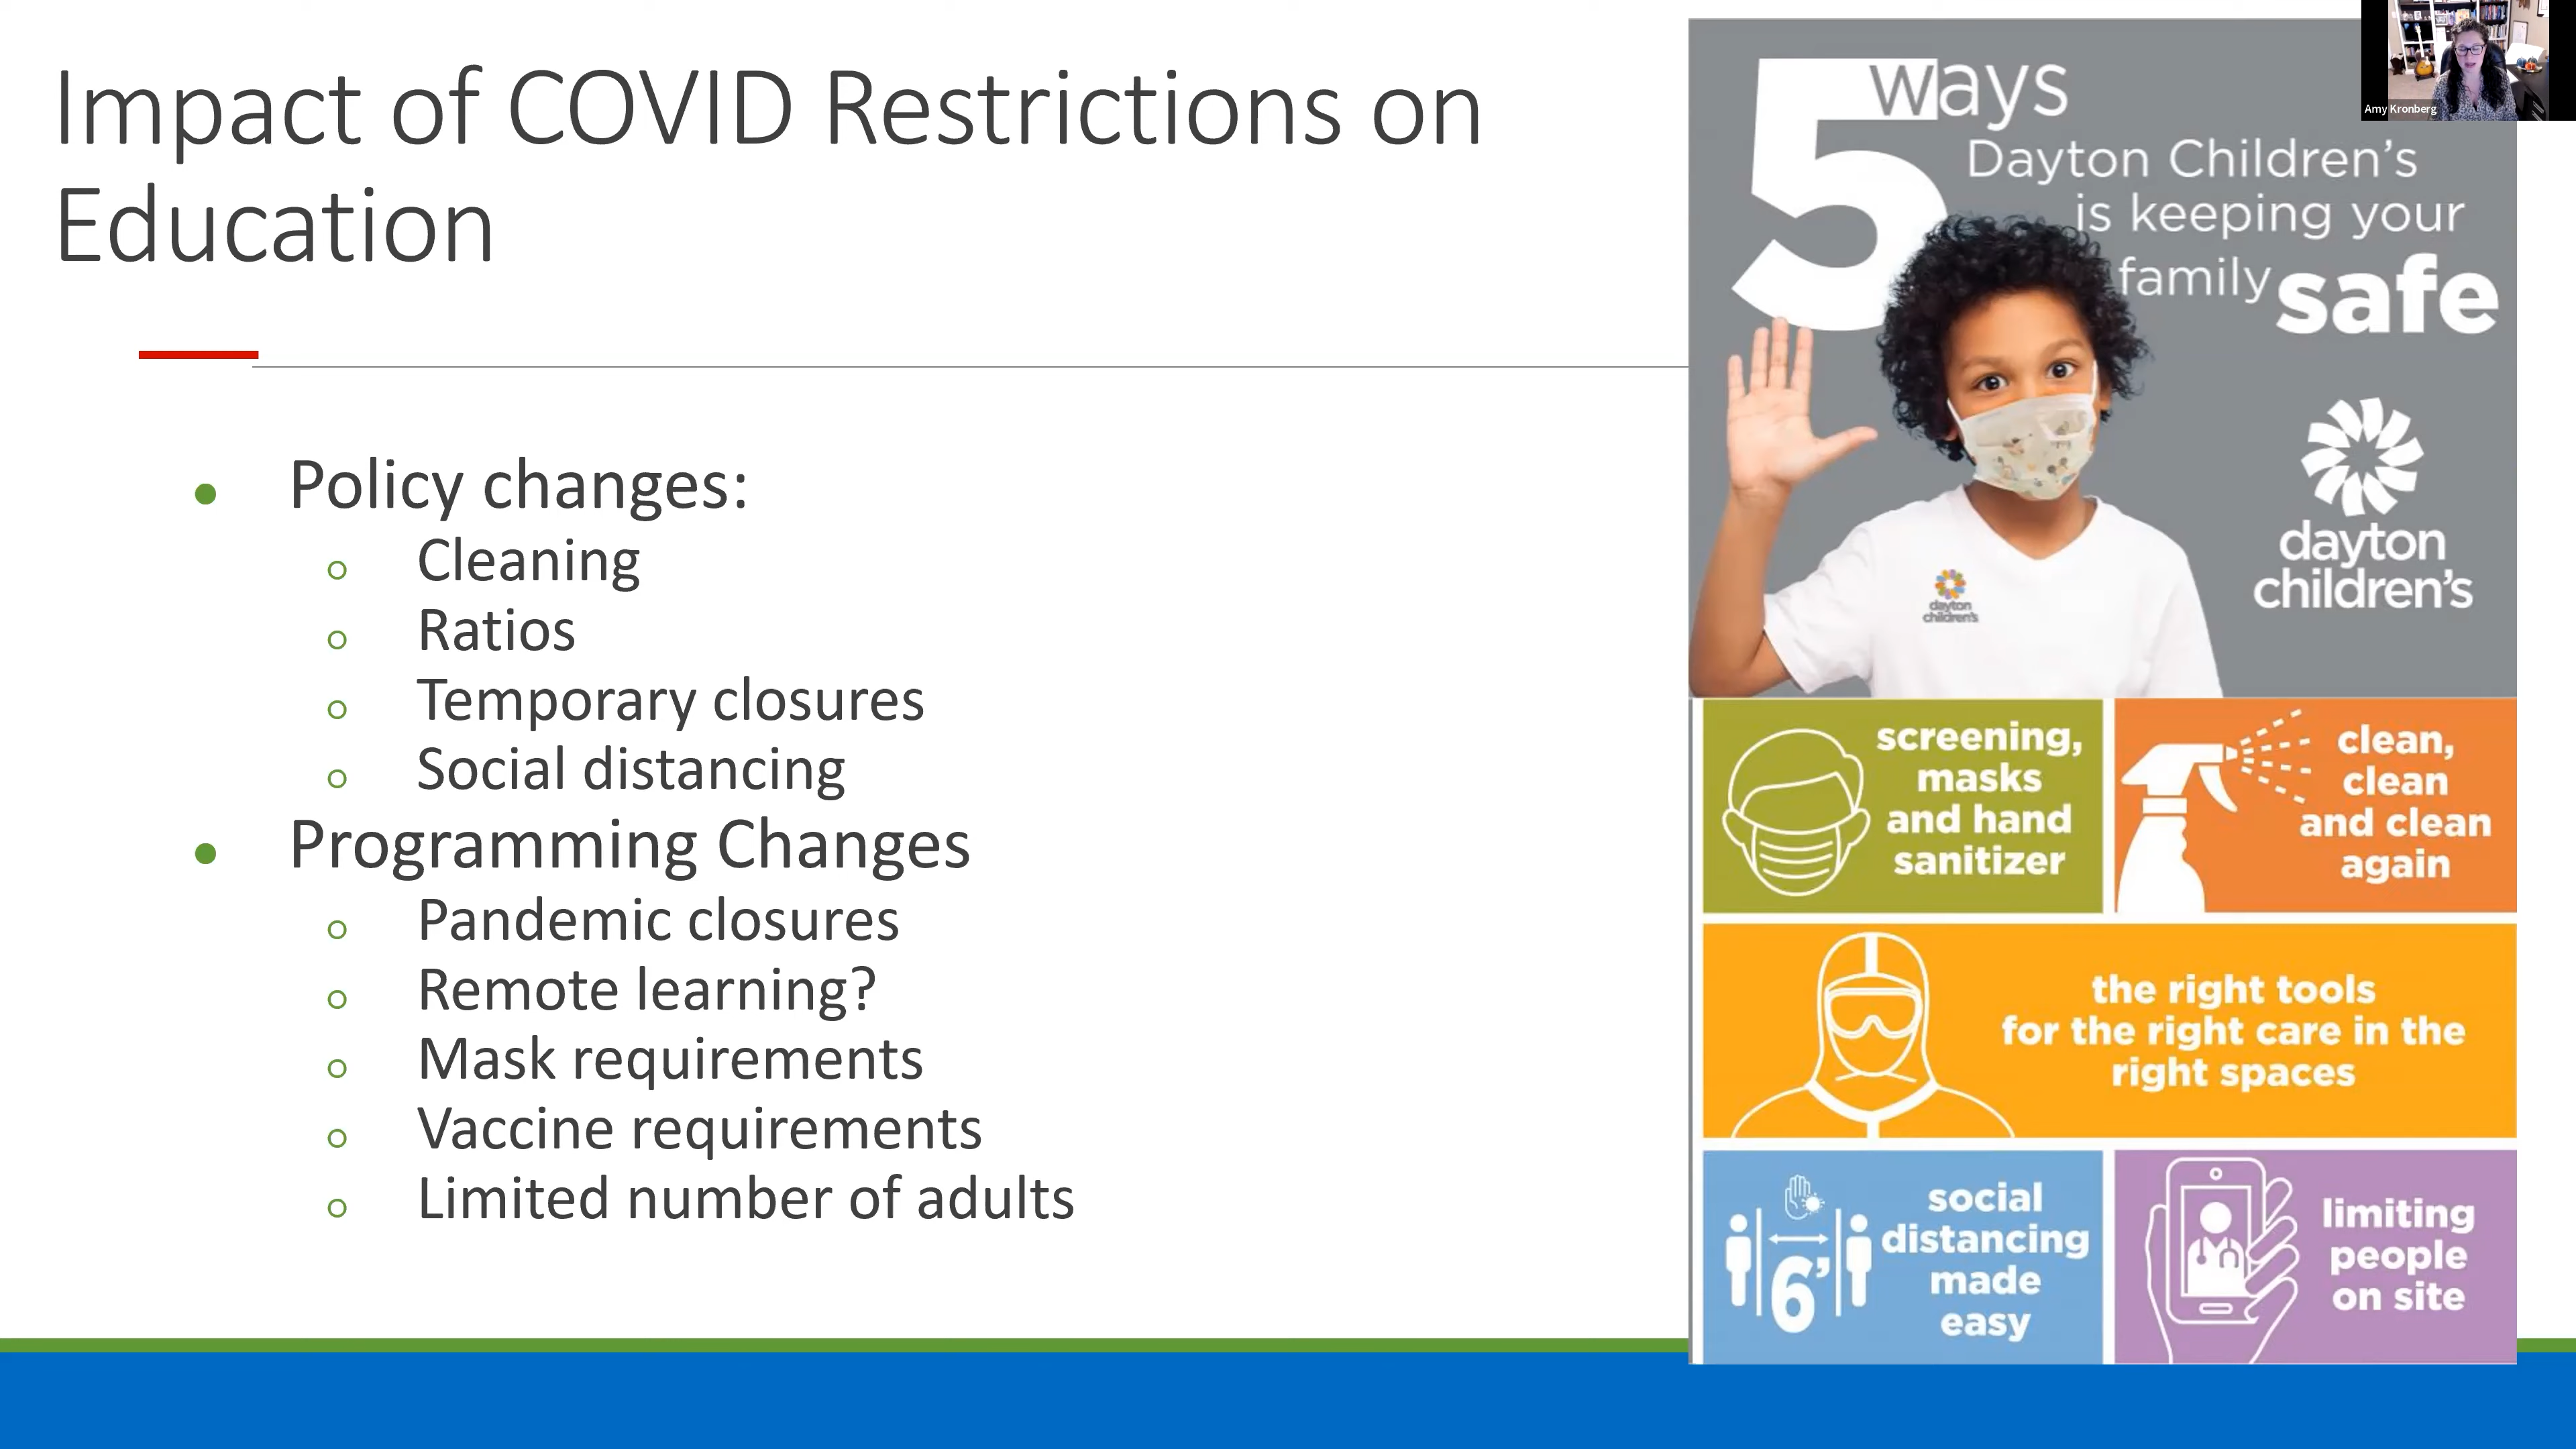 Impact of COVID Restrictions on
Education
Policy changes:
Cleaning
Ratios
Temporary closures
Social distancing
Programming Changes
Pandemic closures
Remote learning?
Mask requirements
Vaccine requirements
Limited number of adults
5 ways
Dayton Children's
is keeping your
family safe
dayton
children's
dayton
children's
screening,
masks
and hand
sanitizer
clean,
clean
and clean
again
the right tools
for the right care in the
right spaces
6'
social
distancing
made
easy
limiting
people
on site
Amy Kronberg